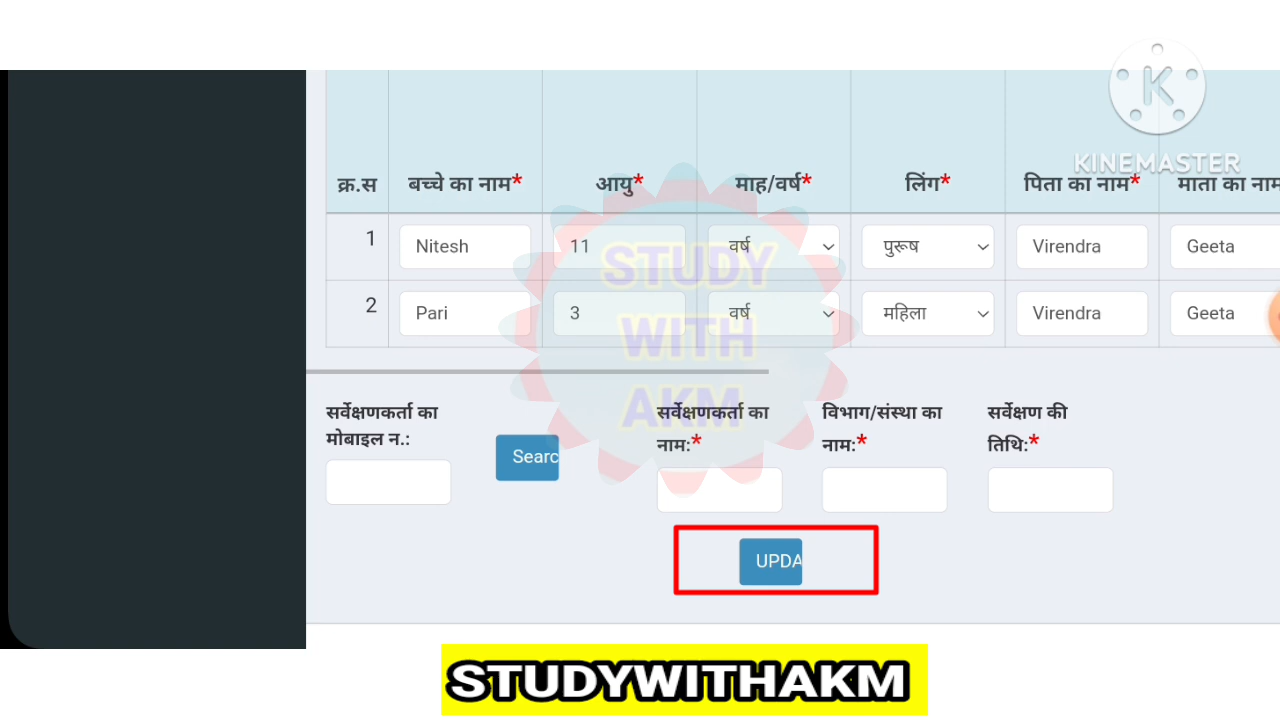 KINEMASTER
क्र.स बच्चे का नाम* आयु* माह/वर्ष* लिंग* पिता का नाम* माता का नाम
1 Nitesh 11 वर्ष पुरूष Virendra Geeta
2 Pari 3 वर्ष महिला Virendra Geeta
STUDY
WITH
AKM
सर्वेक्षणकर्ता का
मोबाइल न.:
Searc
सर्वेक्षणकर्ता का
नाम:*
विभाग/संस्था का
नाम:*
सर्वेक्षण की
तिथि:*
UPDA
STUDYWITHAKM